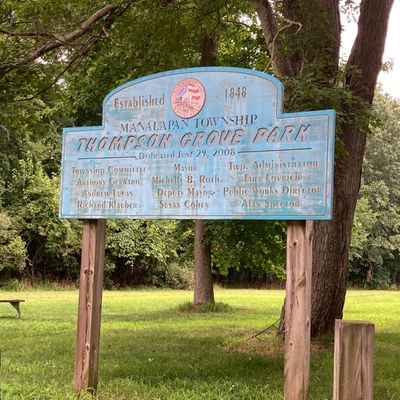 Established 1848
MANALAPAN TOWNSHIP
THOMPSON GROVE PARK
Dedicated June 29, 2008
Township Committee Mayor Twp. Administrator
Anthony Gennaro Michelle B. Roth Tara Lovrich
Andrew Lucas Deputy Mayor Public Works Director
Richard Klauber Susan Cohen Alan Spector